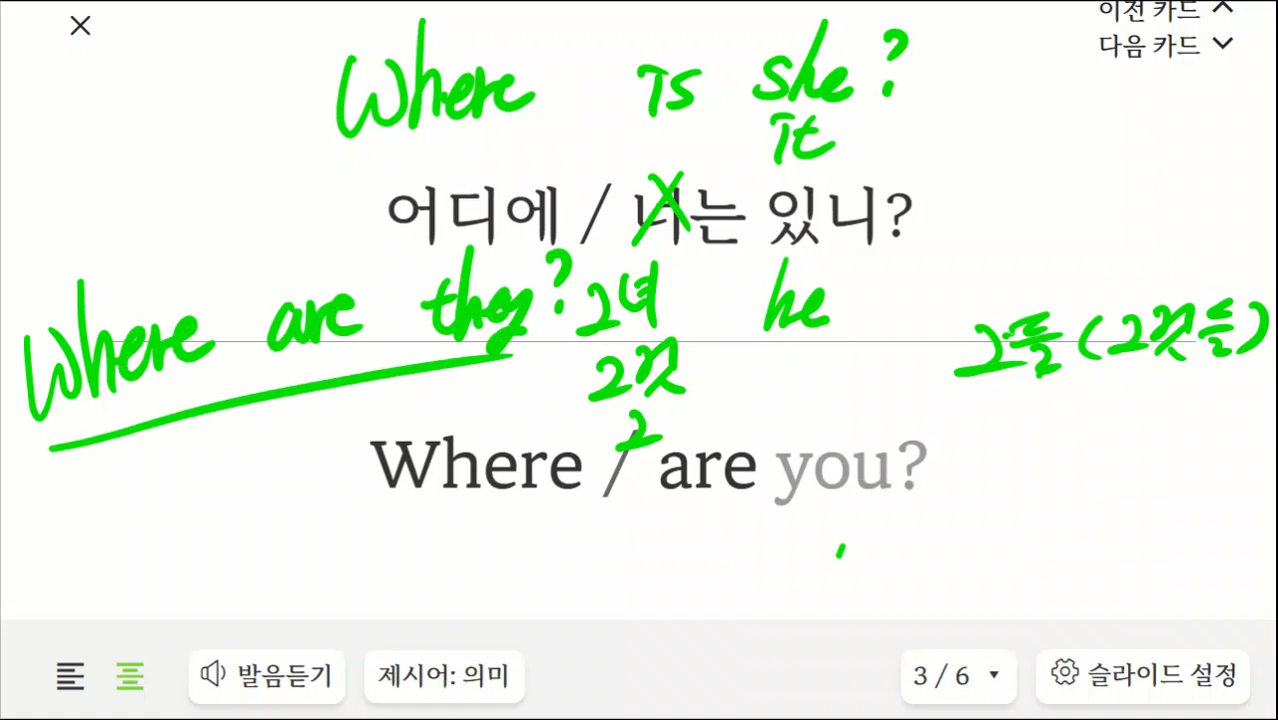 이전 카드
다음 카드
Where is she?
it
어디에 / 너는 있니?
Where are they?
그녀
he
그것
그
그들 (그것들)
Where / are you?
발음듣기
제시어: 의미
3 / 6
슬라이드 설정